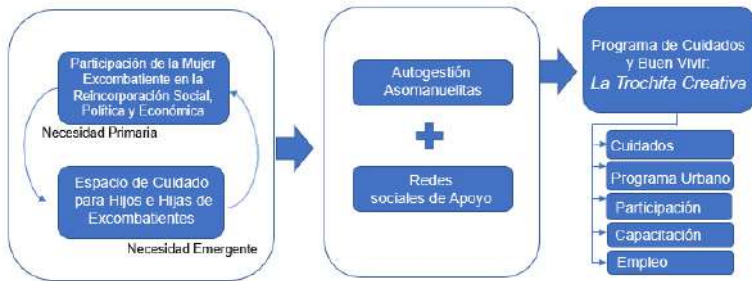 Participación de la Mujer
Excombatiente en la
Reincorporación Social,
Política y Económica
Necesidad Primaria
Espacio de Cuidado
para Hijos e Hijas de
Excombatientes
Necesidad Emergente
Autogestión
Asomanuelitas
+
Redes
sociales de Apoyo
Programa de Cuidados
y Buen Vivir:
La Trochita Creativa
Cuidados
Programa Urbano
Participación
Capacitación
Empleo